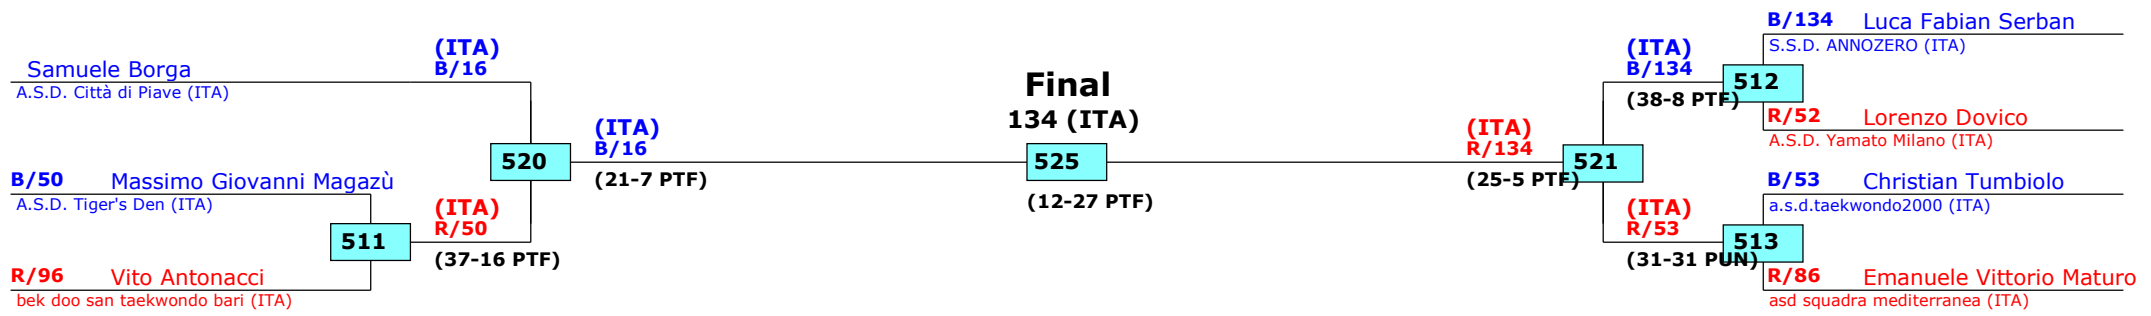 (ITA)
B/16
Samuele Borga
A.S.D. Città di Piave (ITA)
B/50 Massimo Giovanni Magazù
A.S.D. Tiger's Den (ITA)
511
R/96 Vito Antonacci
bek doo san taekwondo bari (ITA)
(ITA)
R/50
(37-16 PTF)
520
(ITA)
B/16
(21-7 PTF)
Final
134 (ITA)
525
(12-27 PTF)
(ITA)
R/134
(25-5 PTF)
521
(ITA)
B/134
(38-8 PTF)
512
B/134 Luca Fabian Serban
S.S.D. ANNOZERO (ITA)
R/52 Lorenzo Dovico
A.S.D. Yamato Milano (ITA)
(ITA)
R/53
(31-31 PUN)
513
B/53 Christian Tumbiolo
a.s.d.taekwondo2000 (ITA)
R/86 Emanuele Vittorio Maturo
asd squadra mediterranea (ITA)